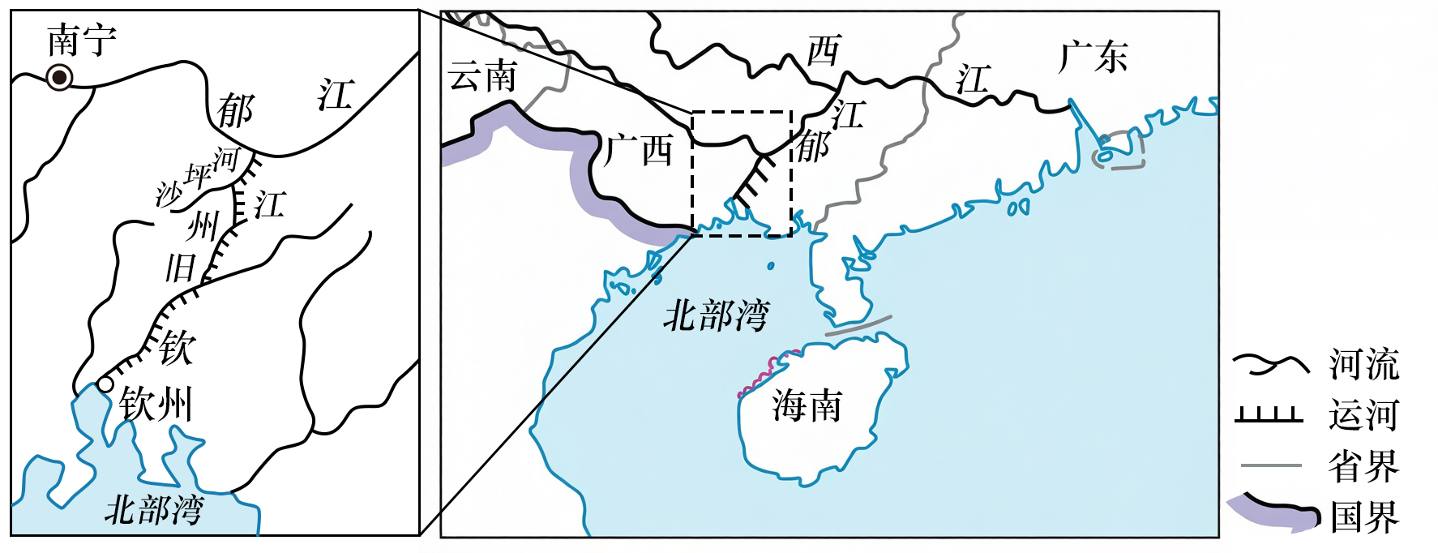 南宁
郁
江
沙坪河
旧州江
钦
钦州
北部湾
云南
广西
西
江
广东
郁
江
北部湾
海南
河流
运河
省界
国界